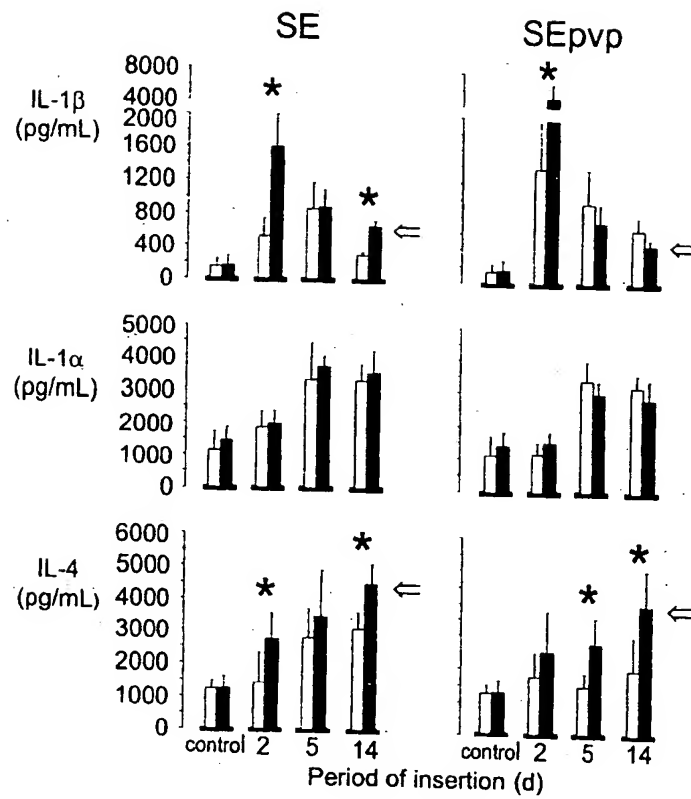 SE SEpvp
IL-1β
(pg/mL)
8000
4000
2000
1600
1200
800
400
0
* * *
⇐ ⇐
IL-1α
(pg/mL)
5000
4000
3000
2000
1000
0
IL-4
(pg/mL)
6000
5000
4000
3000
2000
1000
0
* * * *
⇐ ⇐
control 2 5 14 control 2 5 14
Period of insertion (d)